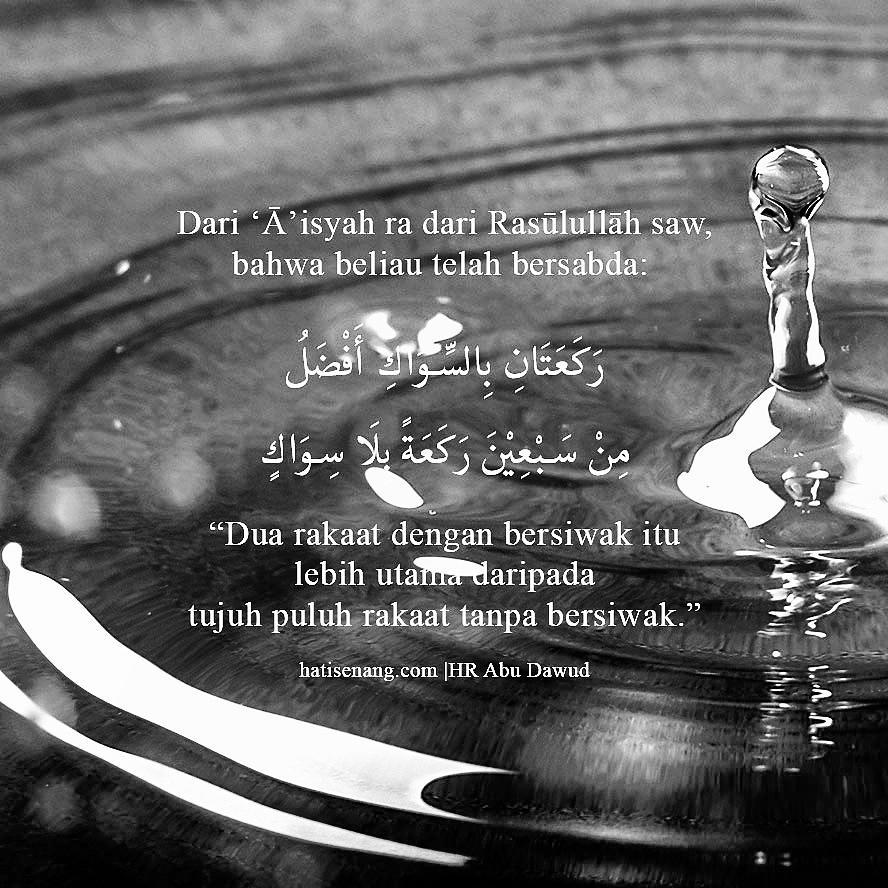 Dari ‘Ā’isyah ra dari Rasūlullāh saw,
bahwa beliau telah bersabda:
رَكَعَتَانِ بِالسِّوَاكِ أَفْضَلُ
مِنْ سَبْعِيْنَ رَكَعَةً بِلَا سِوَاكٍ
“Dua rakaat dengan bersiwak itu
lebih utama daripada
tujuh puluh rakaat tanpa bersiwak.”
hatisenang.com |HR Abu Dawud